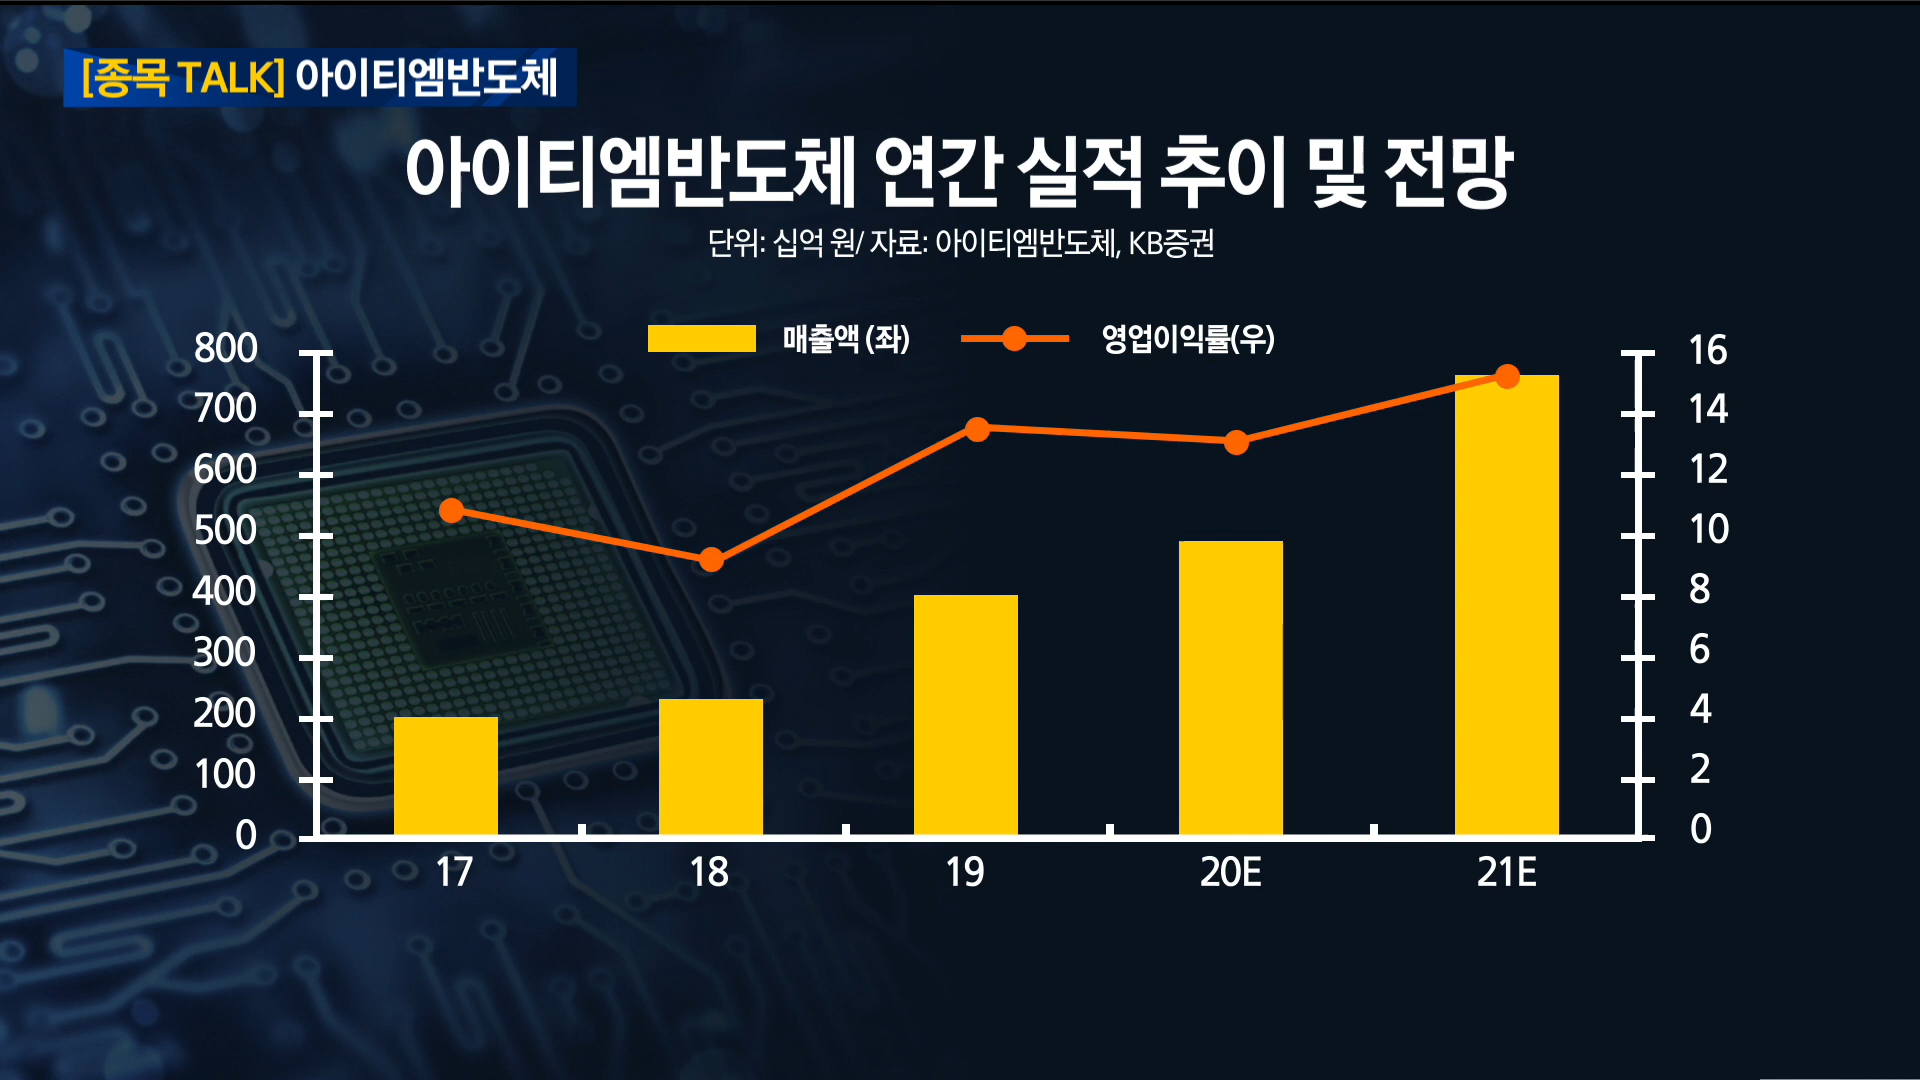 [종목 TALK] 아이티엠반도체
아이티엠반도체 연간 실적 추이 및 전망
단위: 십억 원/ 자료: 아이티엠반도체, KB증권
매출액 (좌) 영업이익률(우)
800 16
700 14
600 12
500 10
400 8
300 6
200 4
100 2
0 0
17 18 19 20E 21E